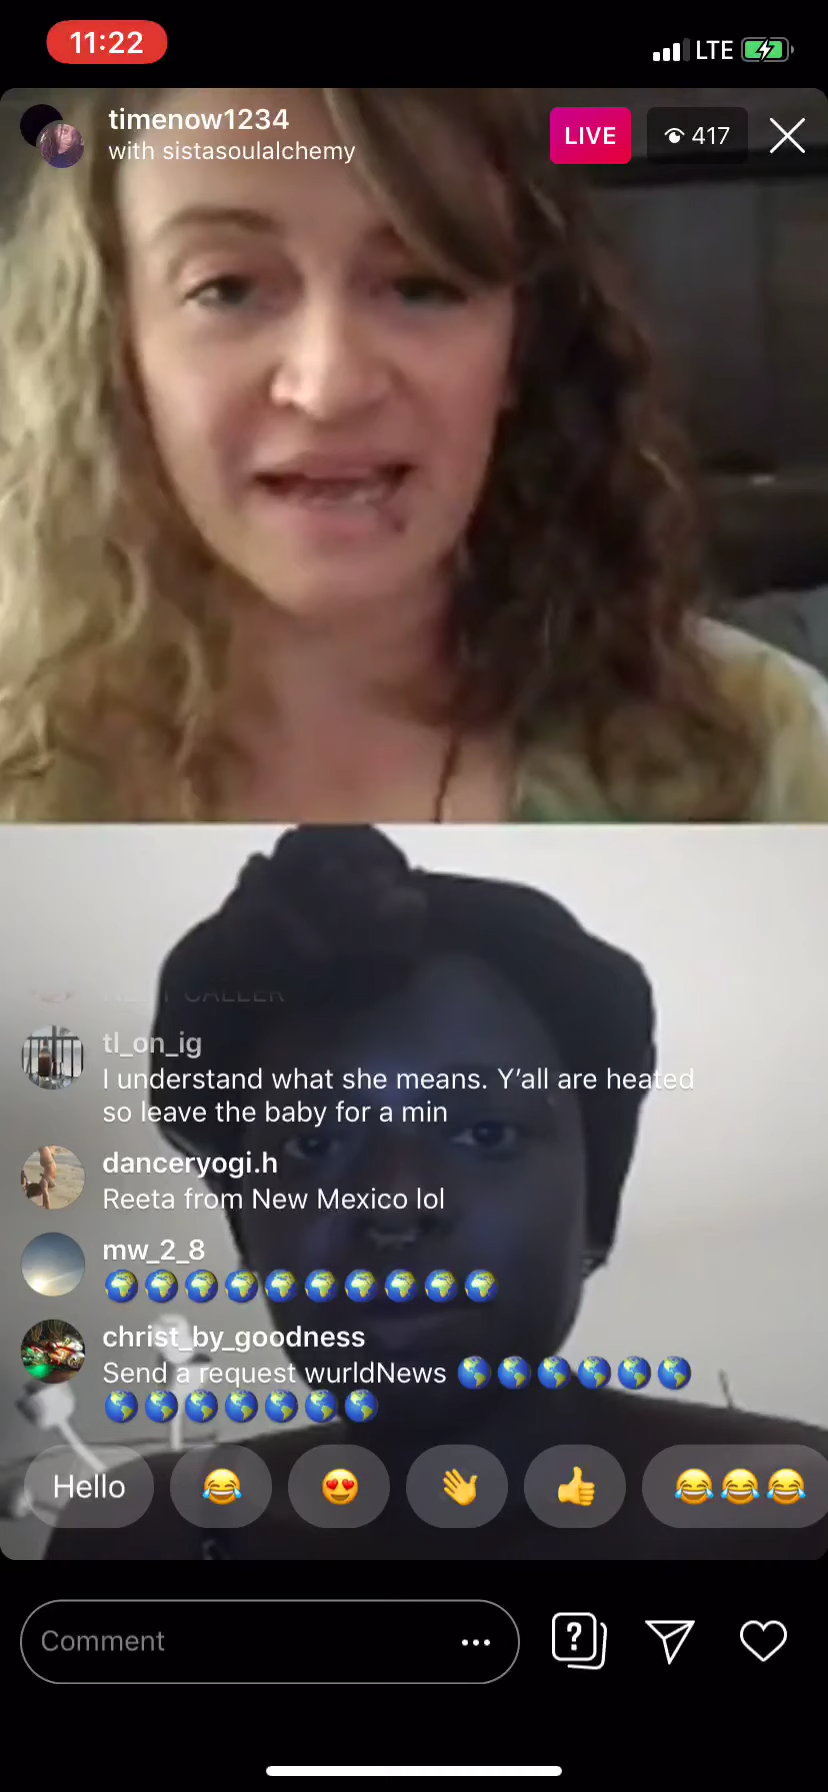 11:22
LTE
timenow1234
with sistasoulalchemy
LIVE
417
CALLER
tl_on_ig
I understand what she means. Y’all are heated
so leave the baby for a min
danceryogi.h
Reeta from New Mexico lol
mw_2_8
🌍🌍🌍🌍🌍🌍🌍🌍🌍🌍
christ_by_goodness
Send a request wurldNews 🌎🌎🌎🌎🌎🌎
🌎🌎🌎🌎🌎🌎🌎
Hello 😂 😍 👋 👍 😂😂😂
Comment